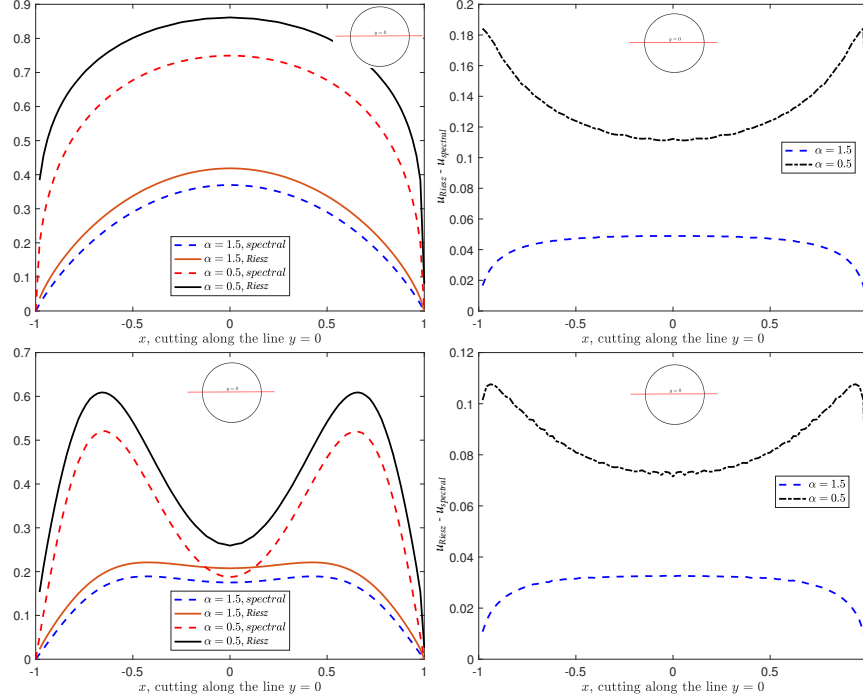 0.9
0.8
0.7
0.6
0.5
0.4
0.3
0.2
0.1
0
-1
-0.5
0
0.5
1
y = 0
α = 1.5, spectral
α = 1.5, Riesz
α = 0.5, spectral
α = 0.5, Riesz
x, cutting along the line y = 0
0.2
0.18
0.16
0.14
0.12
0.1
0.08
0.06
0.04
0.02
0
-1
-0.5
0
0.5
y=0
α = 1.5
α = 0.5
u_Riesz - u_spectral
x, cutting along the line y = 0
0.7
0.6
0.5
0.4
0.3
0.2
0.1
0
-1
-0.5
0
0.5
1
y = 0
α = 1.5, spectral
α = 1.5, Riesz
α = 0.5, spectral
α = 0.5, Riesz
x, cutting along the line y = 0
0.12
0.1
0.08
0.06
0.04
0.02
0
-1
-0.5
0
0.5
y = 0
α = 1.5
α = 0.5
u_Riesz - u_spectral
x, cutting along the line y = 0